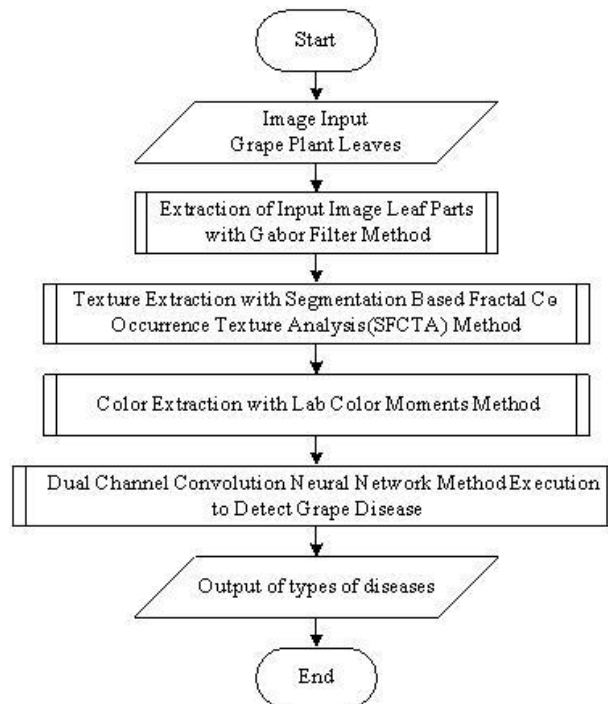 Start
Image Input
Grape Plant Leaves
Extraction of Input Image Leaf Parts
with Gabor Filter Method
Texture Extraction with Segmentation Based Fractal Co
Occurrence Texture Analysis(SFCTA) Method
Color Extraction with Lab Color Moments Method
Dual Channel Convolution Neural Network Method Execution
to Detect Grape Disease
Output of types of diseases
End